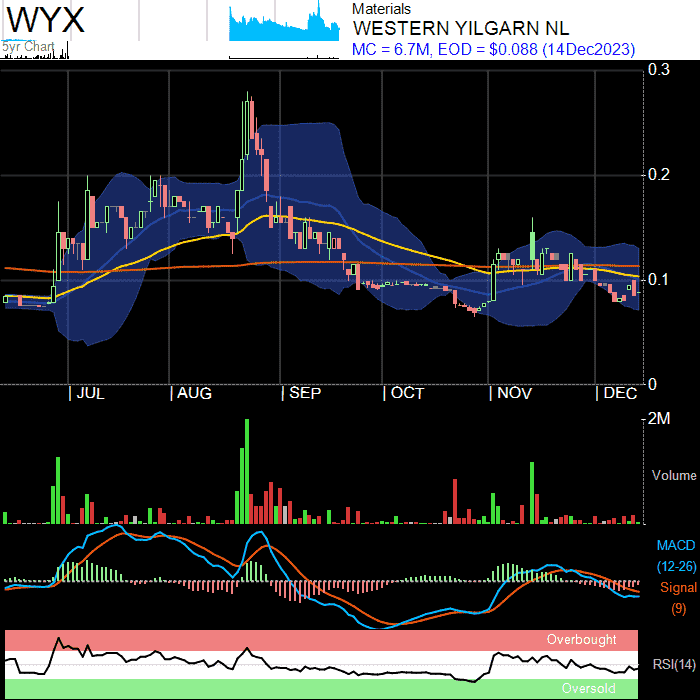 WYX
5yr Chart
Materials
WESTERN YILGARN NL
MC = 6.7M, EOD = $0.088 (14Dec2023)
0.3
0.2
0.1
0
JUL
AUG
SEP
OCT
NOV
DEC
2M
Volume
MACD
(12-26)
Signal
(9)
Overbought
RSI(14)
Oversold